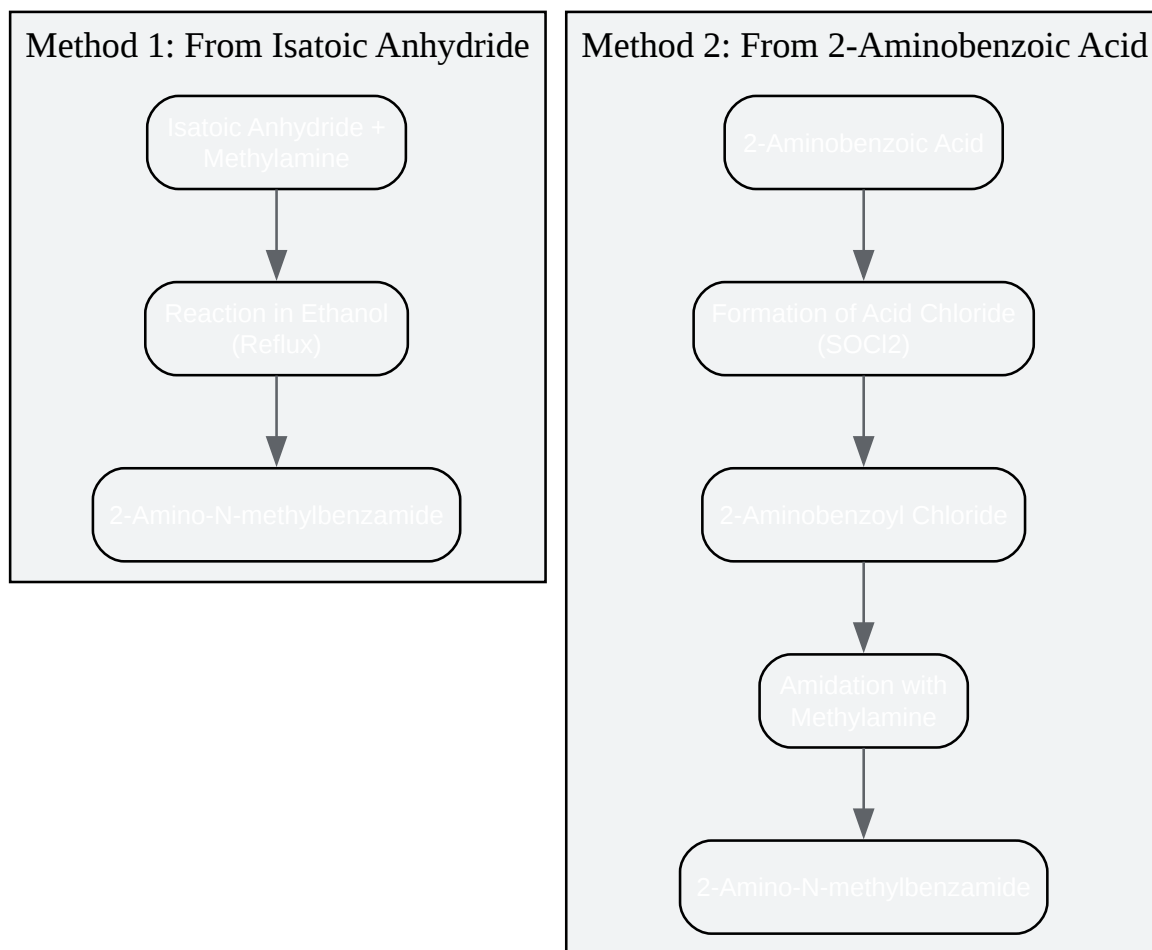 Method 1: From Isatoic Anhydride
Isatoic Anhydride +
Methylamine
Reaction in Ethanol
(Reflux)
2-Amino-N-methylbenzamide
Method 2: From 2-Aminobenzoic Acid
2-Aminobenzoic Acid
Formation of Acid Chloride
(SOCl2)
2-Aminobenzoyl Chloride
Amidation with
Methylamine
2-Amino-N-methylbenzamide